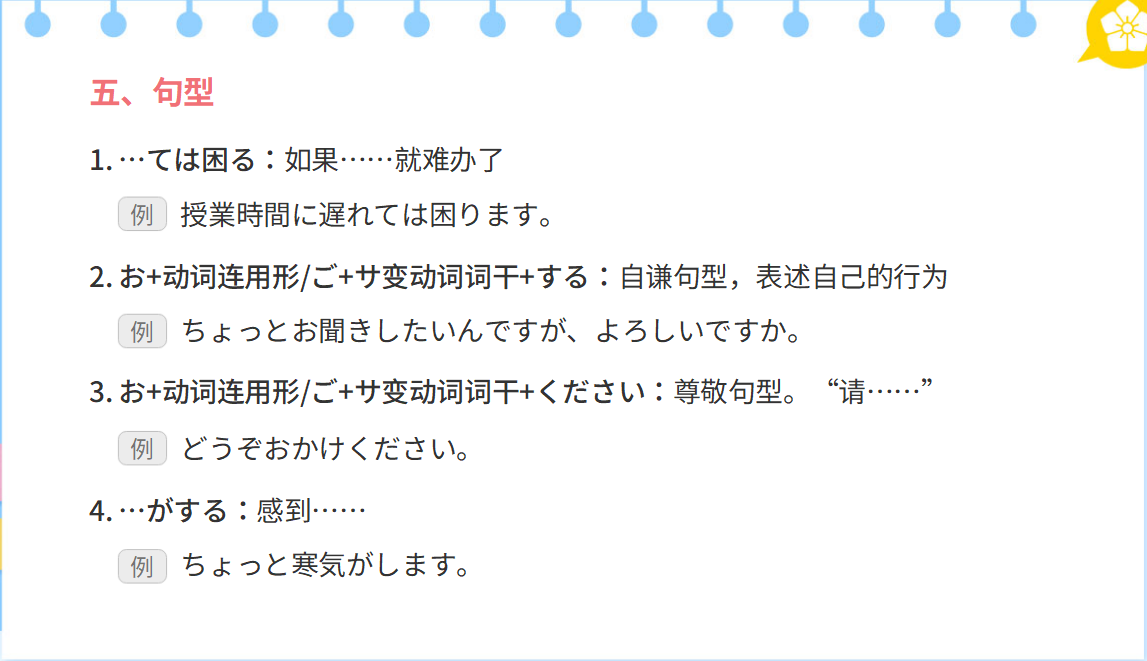 五、句型
1. …ては困る：如果……就难办了
例 授業時間に遅れては困ります。
2. お+动词连用形/ご+サ变动词词干+する：自谦句型，表述自己的行为
例 ちょっとお聞きしたいんですが、よろしいですか。
3. お+动词连用形/ご+サ变动词词干+ください：尊敬句型。“请……”
例 どうぞおかけください。
4. …がする：感到……
例 ちょっと寒気がします。